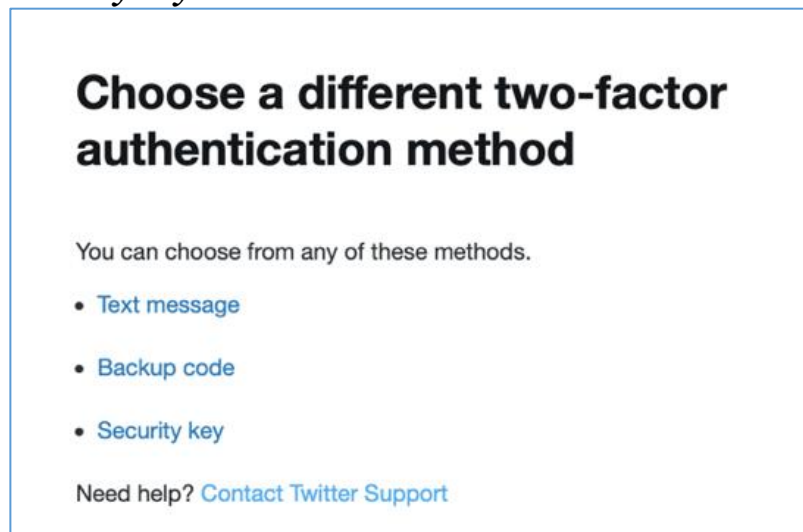 Choose a different two-factor
authentication method
You can choose from any of these methods.
• Text message
• Backup code
• Security key
Need help? Contact Twitter Support